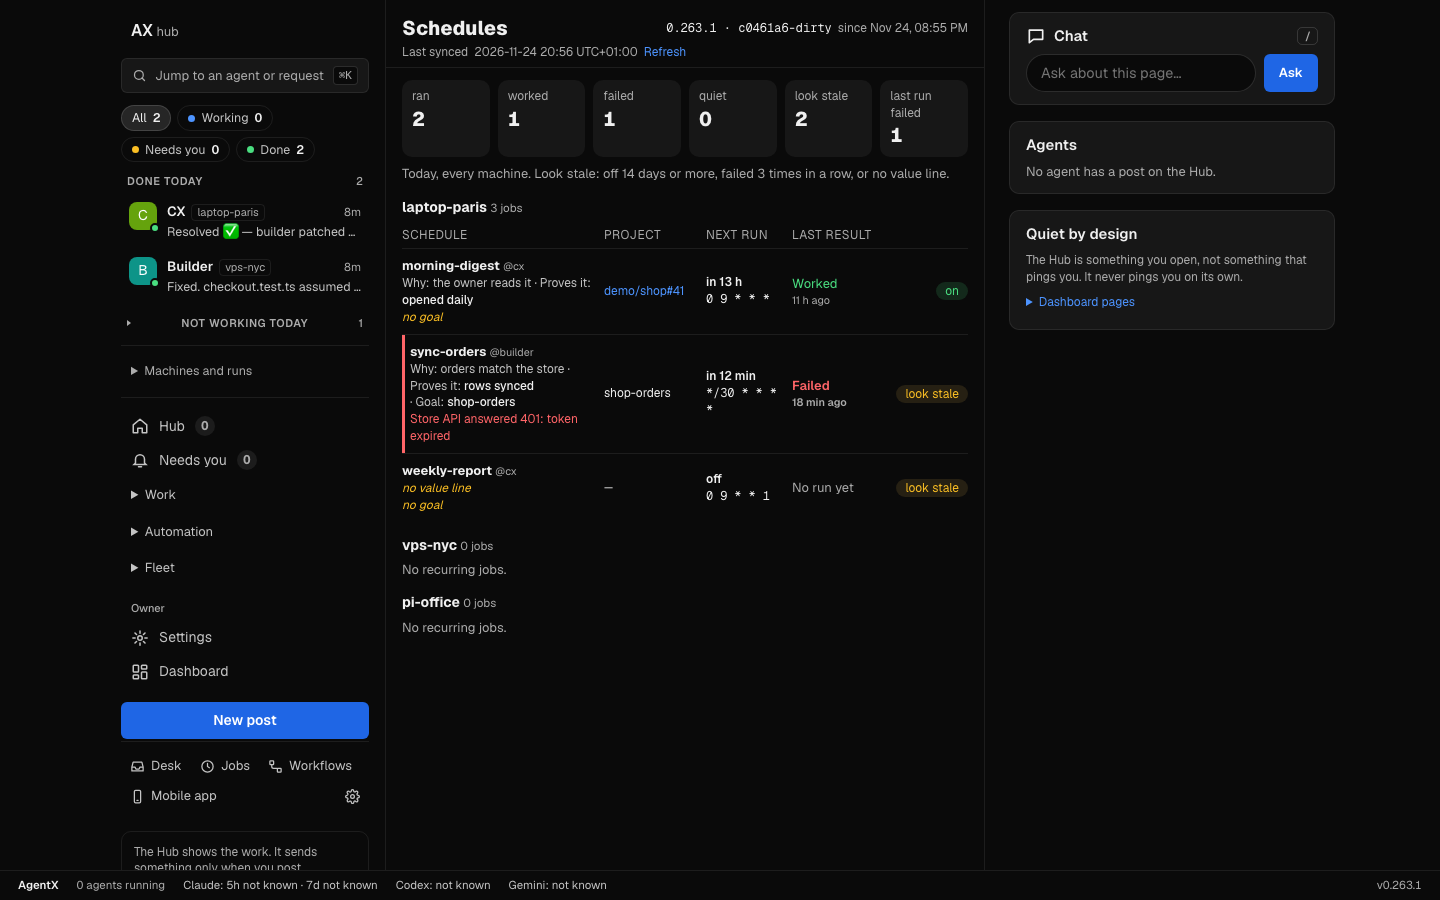 AX hub
Jump to an agent or request ⌘K
All 2
Working 0
Needs you 0
Done 2
DONE TODAY 2
C
CX laptop-paris 8m
Resolved ✅ — builder patched …
B
Builder vps-nyc 8m
Fixed. checkout.test.ts assumed …
NOT WORKING TODAY 1
Machines and runs
Hub 0
Needs you 0
Work
Automation
Fleet
Owner
Settings
Dashboard
New post
Desk
Jobs
Workflows
Mobile app
The Hub shows the work. It sends
something only when you post.
Schedules
0.263.1 · c0461a6-dirty since Nov 24, 08:55 PM
Last synced 2026-11-24 20:56 UTC+01:00 Refresh
ran
2
worked
1
failed
1
quiet
0
look stale
2
last run
failed
1
Today, every machine. Look stale: off 14 days or more, failed 3 times in a row, or no value line.
laptop-paris 3 jobs
SCHEDULE PROJECT NEXT RUN LAST RESULT
morning-digest @cx
Why: the owner reads it · Proves it:
opened daily
no goal
demo/shop#41
in 13 h
0 9 * * *
Worked
11 h ago
on
sync-orders @builder
Why: orders match the store ·
Proves it: rows synced
· Goal: shop-orders
Store API answered 401: token
expired
shop-orders
in 12 min
*/30 * * *
*
Failed
18 min ago
look stale
weekly-report @cx
no value line
no goal
—
off
0 9 * * 1
No run yet
look stale
vps-nyc 0 jobs
No recurring jobs.
pi-office 0 jobs
No recurring jobs.
Chat /
Ask about this page…
Ask
Agents
No agent has a post on the Hub.
Quiet by design
The Hub is something you open, not something that
pings you. It never pings you on its own.
Dashboard pages
AgentX 0 agents running Claude: 5h not known · 7d not known Codex: not known Gemini: not known v0.263.1